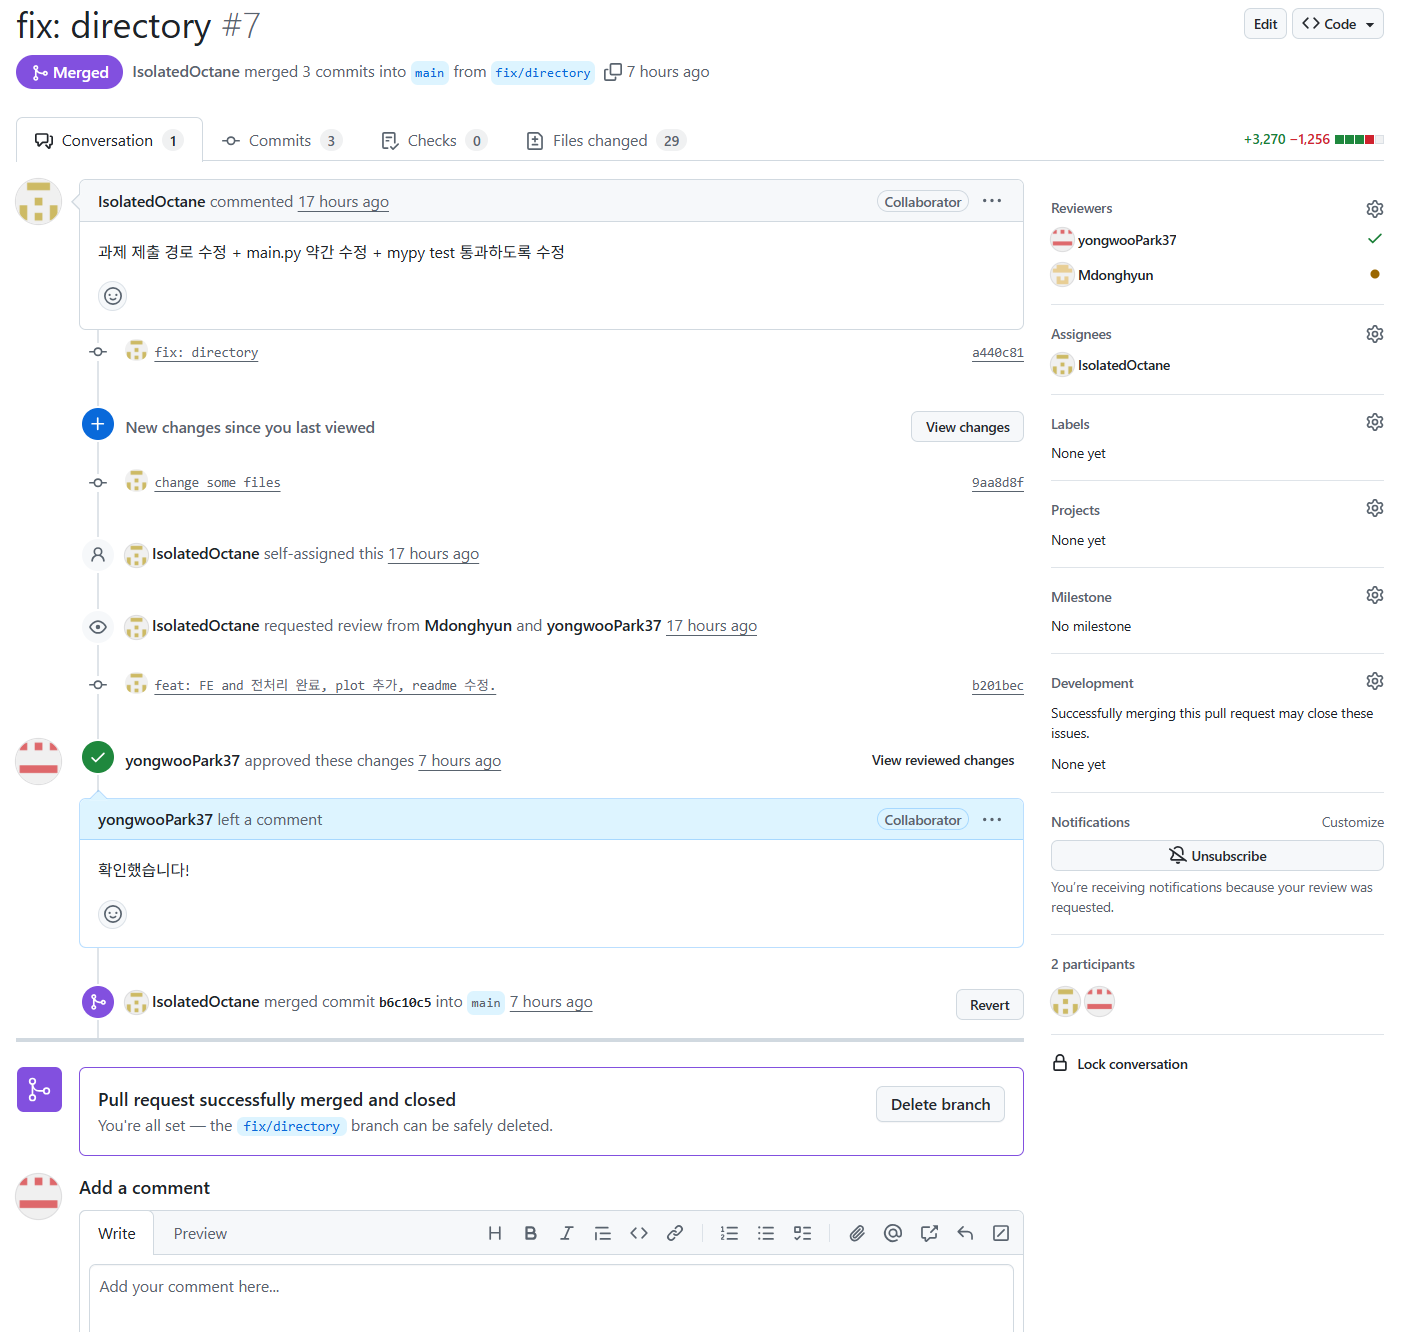 fix: directory #7
Edit
Code
Merged
IsolatedOctane merged 3 commits into main from fix/directory 7 hours ago
Conversation 1
Commits 3
Checks 0
Files changed 29
+3,270 −1,256
IsolatedOctane commented 17 hours ago
Collaborator
과제 제출 경로 수정 + main.py 약간 수정 + mypy test 통과하도록 수정
fix: directory
a440c81
New changes since you last viewed
View changes
change some files
9aa8d8f
IsolatedOctane self-assigned this 17 hours ago
IsolatedOctane requested review from Mdonghyun and yongwooPark37 17 hours ago
feat: FE and 전처리 완료, plot 추가, readme 수정.
b201bec
yongwooPark37 approved these changes 7 hours ago
View reviewed changes
yongwooPark37 left a comment
Collaborator
확인했습니다!
IsolatedOctane merged commit b6c10c5 into main 7 hours ago
Revert
Pull request successfully merged and closed
You're all set — the fix/directory branch can be safely deleted.
Delete branch
Add a comment
Write
Preview
Add your comment here...
Reviewers
yongwooPark37
Mdonghyun
Assignees
IsolatedOctane
Labels
None yet
Projects
None yet
Milestone
No milestone
Development
Successfully merging this pull request may close these
issues.
None yet
Notifications
Customize
Unsubscribe
You're receiving notifications because your review was
requested.
2 participants
Lock conversation